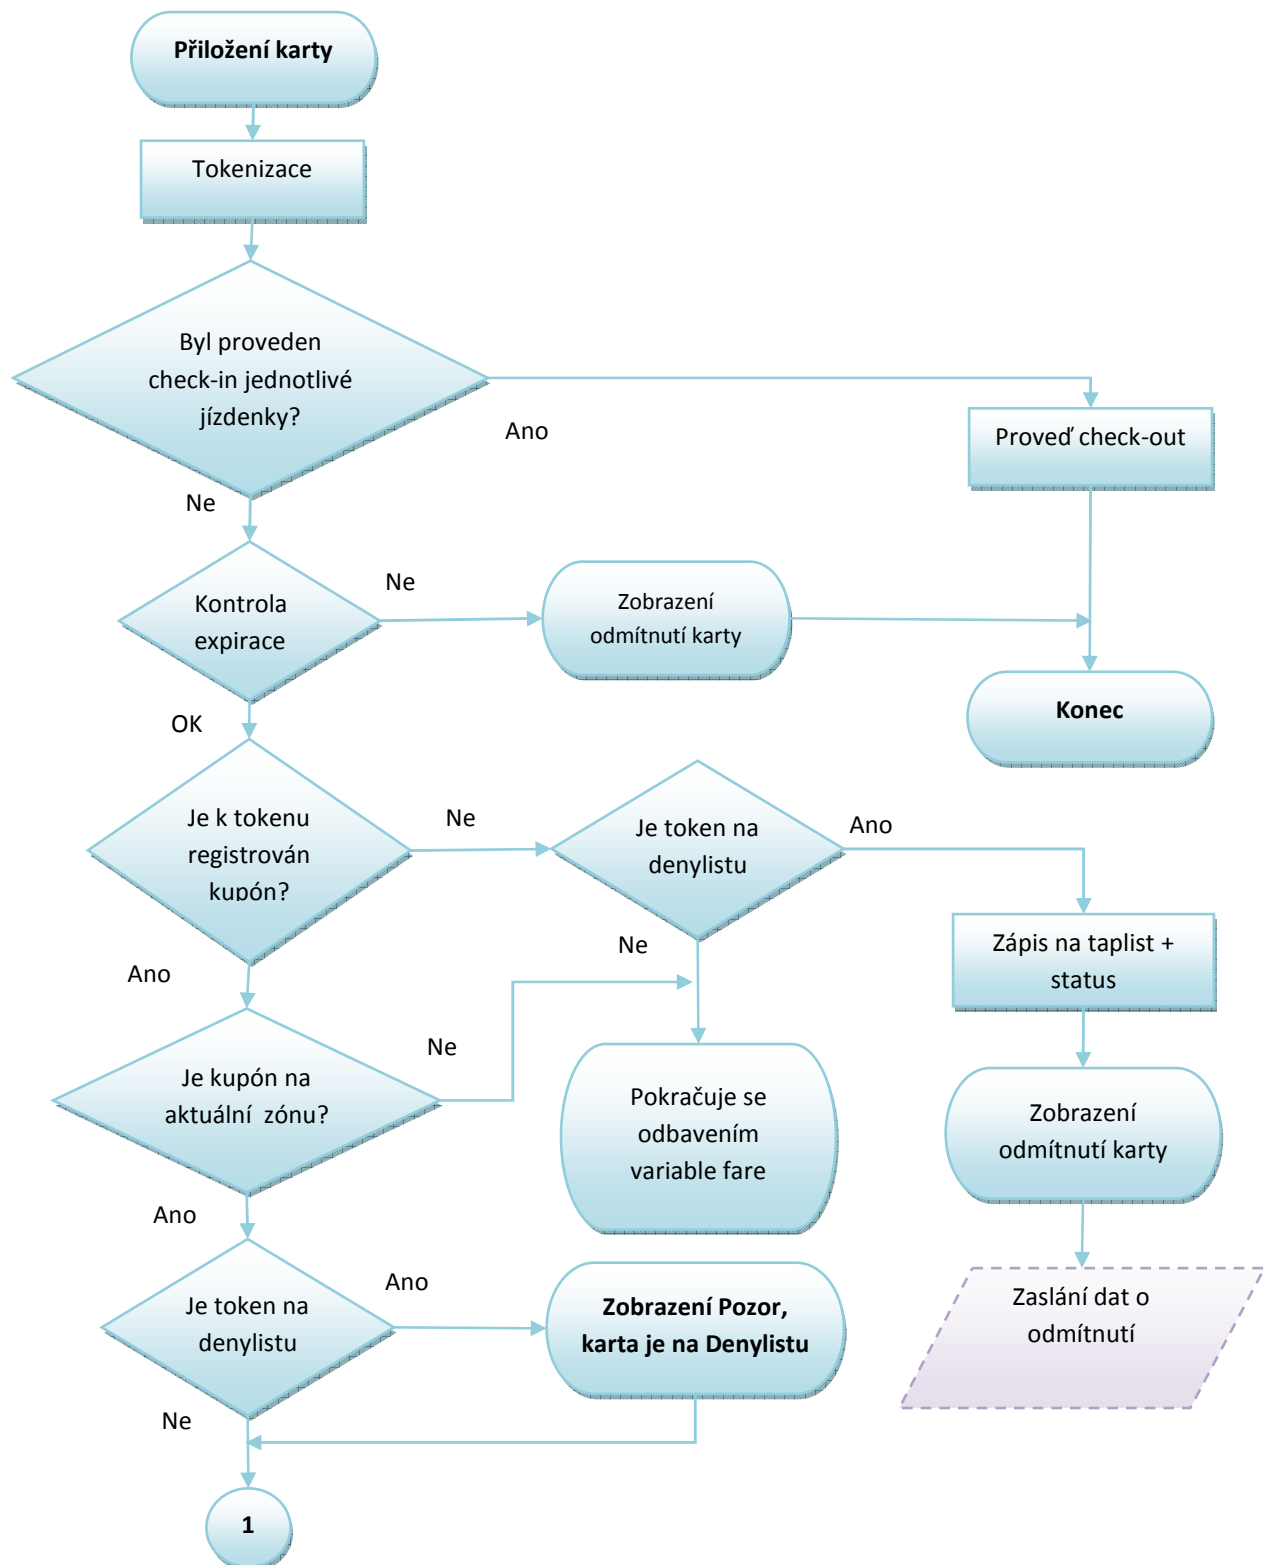 Přiložení karty
Tokenizace
Byl proveden
check-in jednotlivé
jízdenky?
Ano
Proveď check-out
Ne
Kontrola
expirace
Ne
Zobrazení
odmítnutí karty
Konec
OK
Je k tokenu
registrován
kupón?
Ne
Je token na
denylistu
Ano
Zápis na taplist +
status
Ne
Ano
Je kupón na
aktuální zónu?
Ne
Pokračuje se
odbavením
variable fare
Zobrazení
odmítnutí karty
Ano
Je token na
denylistu
Ano
Zobrazení Pozor,
karta je na Denylistu
Zaslání dat o
odmítnutí
Ne
1